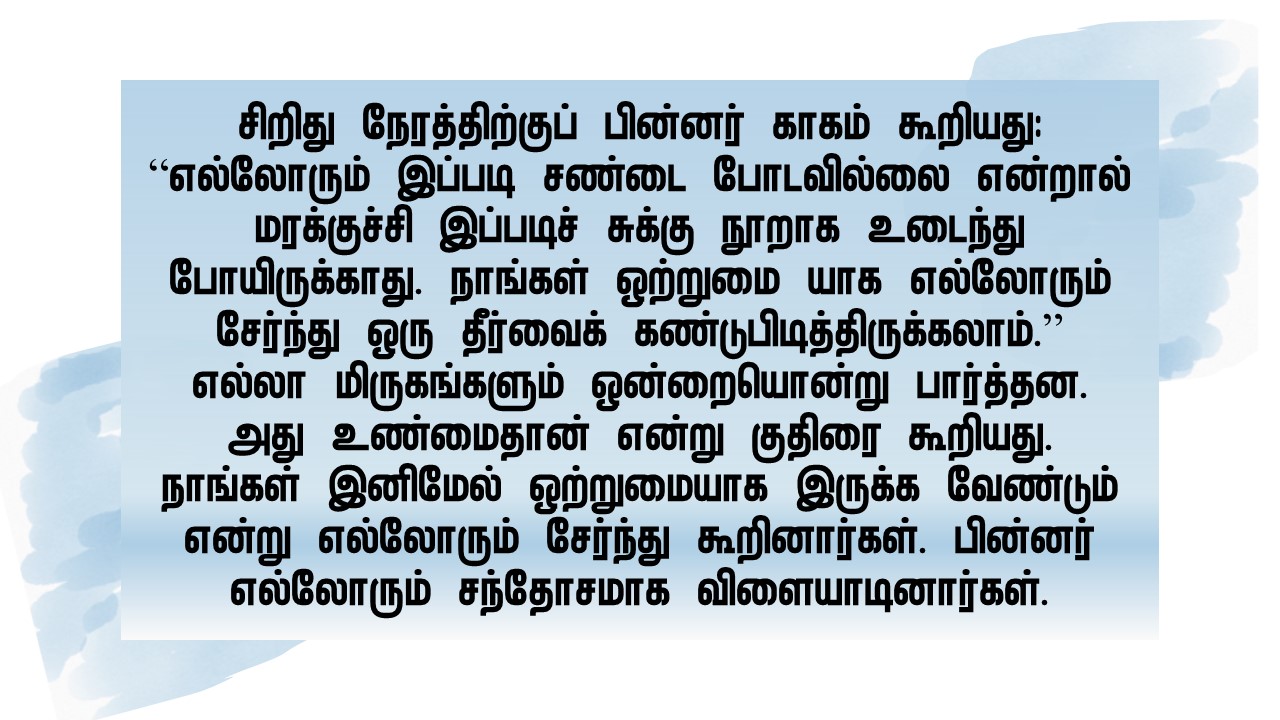 சிறிது நேரத்திற்குப் பின்னர் காகம் கூறியது:
“எல்லோரும் இப்படி சண்டை போடவில்லை என்றால்
மரக்குச்சி இப்படிச் சுக்கு நூறாக உடைந்து
போயிருக்காது. நாங்கள் ஒற்றுமை யாக எல்லோரும்
சேர்ந்து ஒரு தீர்வைக் கண்டுபிடித்திருக்கலாம்.”
எல்லா மிருகங்களும் ஒன்றையொன்று பார்த்தன.
அது உண்மைதான் என்று குதிரை கூறியது.
நாங்கள் இனிமேல் ஒற்றுமையாக இருக்க வேண்டும்
என்று எல்லோரும் சேர்ந்து கூறினார்கள். பின்னர்
எல்லோரும் சந்தோசமாக விளையாடினார்கள்.